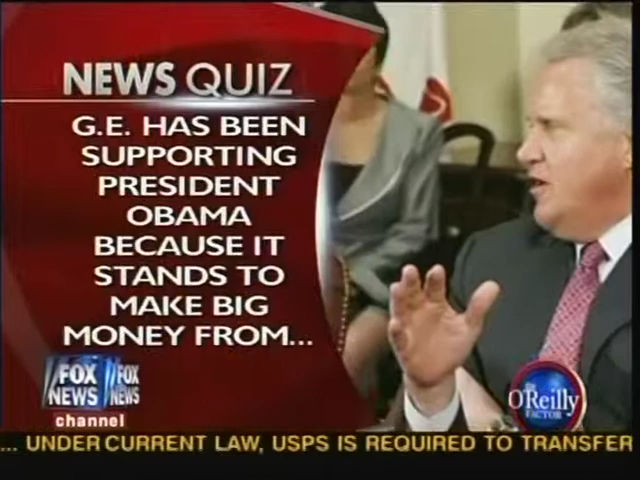 NEWS QUIZ
G.E. HAS BEEN
SUPPORTING
PRESIDENT
OBAMA
BECAUSE IT
STANDS TO
MAKE BIG
MONEY FROM...
FOX NEWS
FOX NEWS
channel
The O'Reilly FACTOR
... UNDER CURRENT LAW, USPS IS REQUIRED TO TRANSFER